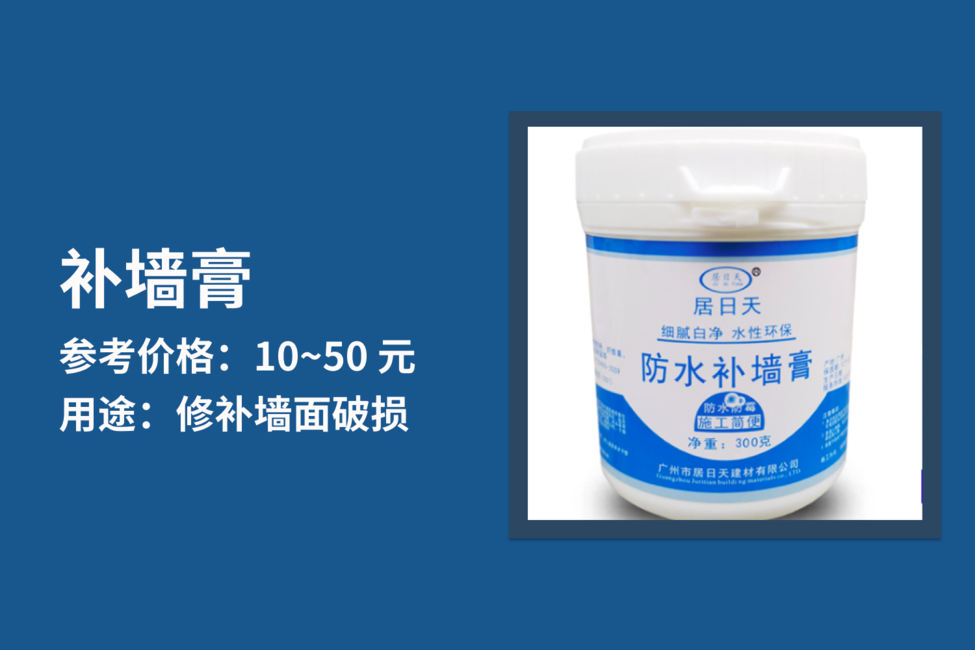 补墙膏
参考价格：10~50 元
用途：修补墙面破损
居日天
居日天
细腻白净 水性环保
防水补墙膏
防水防霉
施工简便
净重：300克
广州市居日天建材有限公司